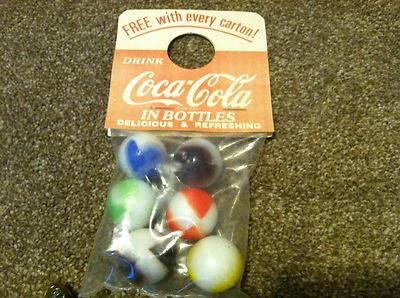 FREE with every carton!
DRINK
Coca-Cola
IN BOTTLES
DELICIOUS & REFRESHING